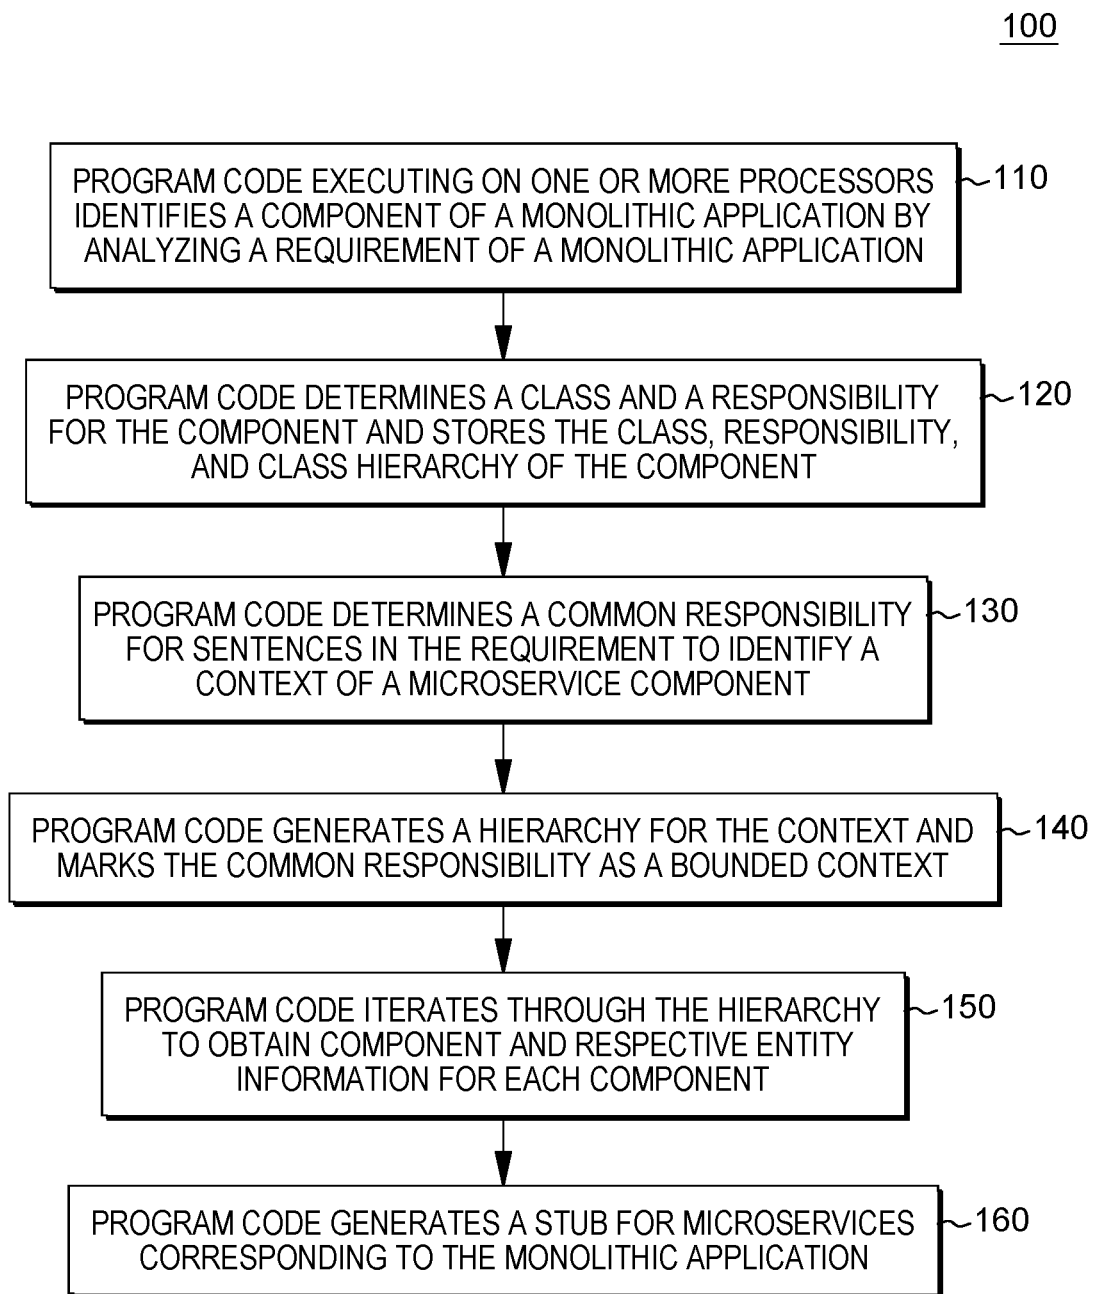 100
PROGRAM CODE EXECUTING ON ONE OR MORE PROCESSORS
IDENTIFIES A COMPONENT OF A MONOLITHIC APPLICATION BY
ANALYZING A REQUIREMENT OF A MONOLITHIC APPLICATION
110
PROGRAM CODE DETERMINES A CLASS AND A RESPONSIBILITY
FOR THE COMPONENT AND STORES THE CLASS, RESPONSIBILITY,
AND CLASS HIERARCHY OF THE COMPONENT
120
PROGRAM CODE DETERMINES A COMMON RESPONSIBILITY
FOR SENTENCES IN THE REQUIREMENT TO IDENTIFY A
CONTEXT OF A MICROSERVICE COMPONENT
130
PROGRAM CODE GENERATES A HIERARCHY FOR THE CONTEXT AND
MARKS THE COMMON RESPONSIBILITY AS A BOUNDED CONTEXT
140
PROGRAM CODE ITERATES THROUGH THE HIERARCHY
TO OBTAIN COMPONENT AND RESPECTIVE ENTITY
INFORMATION FOR EACH COMPONENT
150
PROGRAM CODE GENERATES A STUB FOR MICROSERVICES
CORRESPONDING TO THE MONOLITHIC APPLICATION
160